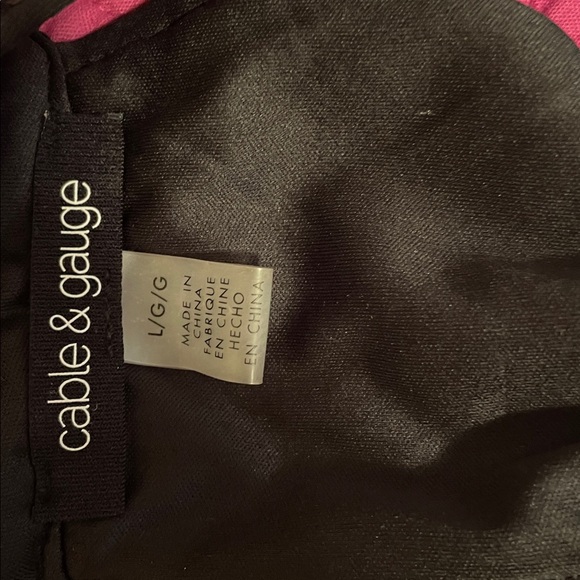 cable & gauge
L/G/G
MADE IN
CHINA
FABRIQUE
EN CHINE
HECHO
EN CHINA